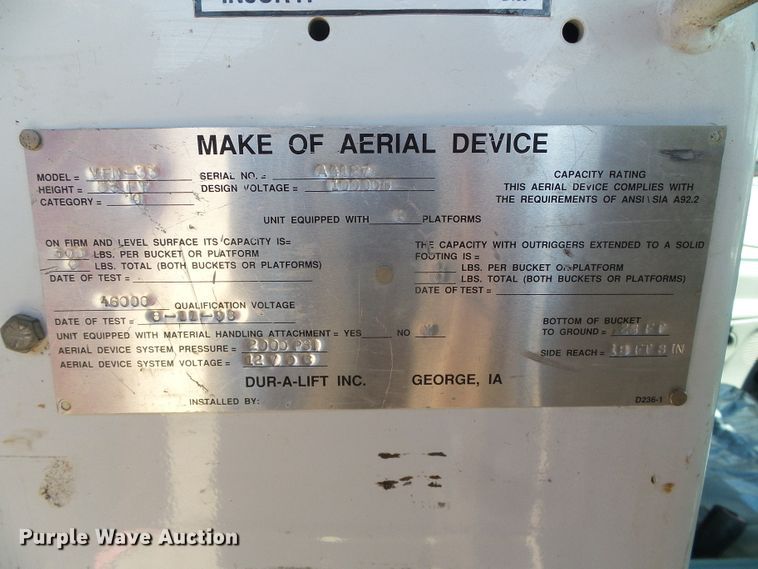 MAKE OF AERIAL DEVICE
MODEL =
SERIAL NO. =
HEIGHT =
DESIGN VOLTAGE =
CATEGORY =
CAPACITY RATING
THIS AERIAL DEVICE COMPLIES WITH
THE REQUIREMENTS OF ANSI \ SIA A92.2
UNIT EQUIPPED WITH PLATFORMS
ON FIRM AND LEVEL SURFACE ITS CAPACITY IS=
LBS. PER BUCKET OR PLATFORM
LBS. TOTAL (BOTH BUCKETS OR PLATFORMS)
DATE OF TEST =
THE CAPACITY WITH OUTRIGGERS EXTENDED TO A SOLID
FOOTING IS =
LBS. PER BUCKET OR PLATFORM
LBS. TOTAL (BOTH BUCKETS OR PLATFORMS)
DATE OF TEST =
46000 QUALIFICATION VOLTAGE
DATE OF TEST =
UNIT EQUIPPED WITH MATERIAL HANDLING ATTACHMENT = YES NO
AERIAL DEVICE SYSTEM PRESSURE = 2000 PSI
AERIAL DEVICE SYSTEM VOLTAGE =
BOTTOM OF BUCKET
TO GROUND = FT
SIDE REACH = FT 8 IN
DUR-A-LIFT INC. GEORGE, IA
INSTALLED BY:
D236-1
Purple Wave Auction